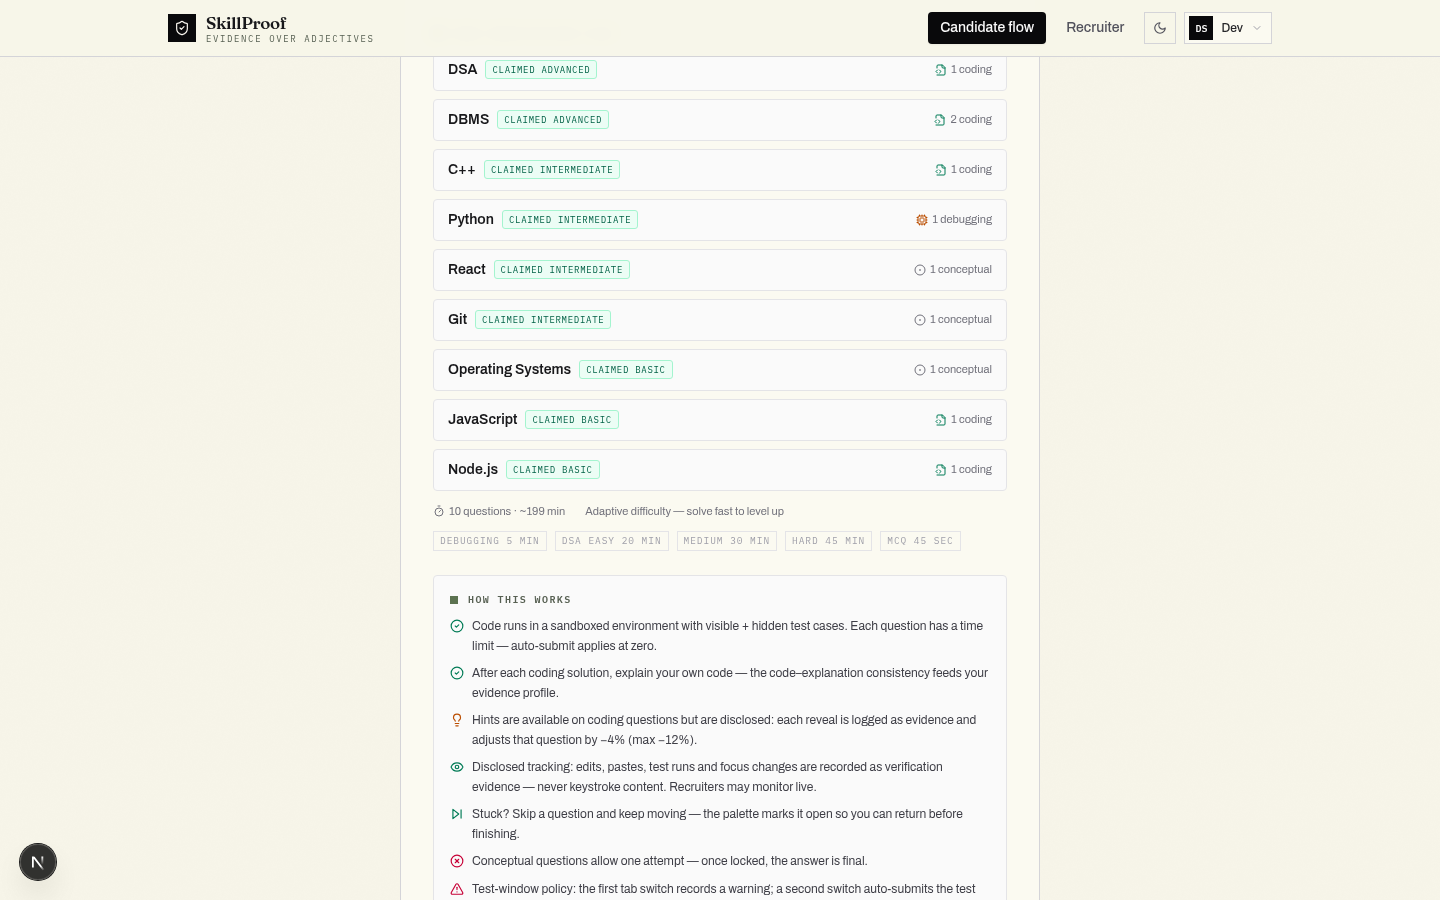 SkillProof
EVIDENCE OVER ADJECTIVES
Candidate flow
Recruiter
DS
Dev
DSA CLAIMED ADVANCED 1 coding
DBMS CLAIMED ADVANCED 2 coding
C++ CLAIMED INTERMEDIATE 1 coding
Python CLAIMED INTERMEDIATE 1 debugging
React CLAIMED INTERMEDIATE 1 conceptual
Git CLAIMED INTERMEDIATE 1 conceptual
Operating Systems CLAIMED BASIC 1 conceptual
JavaScript CLAIMED BASIC 1 coding
Node.js CLAIMED BASIC 1 coding
10 questions · ~199 min Adaptive difficulty — solve fast to level up
DEBUGGING 5 MIN DSA EASY 20 MIN MEDIUM 30 MIN HARD 45 MIN MCQ 45 SEC
HOW THIS WORKS
Code runs in a sandboxed environment with visible + hidden test cases. Each question has a time
limit — auto-submit applies at zero.
After each coding solution, explain your own code — the code–explanation consistency feeds your
evidence profile.
Hints are available on coding questions but are disclosed: each reveal is logged as evidence and
adjusts that question by −4% (max −12%).
Disclosed tracking: edits, pastes, test runs and focus changes are recorded as verification
evidence — never keystroke content. Recruiters may monitor live.
Stuck? Skip a question and keep moving — the palette marks it open so you can return before
finishing.
Conceptual questions allow one attempt — once locked, the answer is final.
Test-window policy: the first tab switch records a warning; a second switch auto-submits the test
N